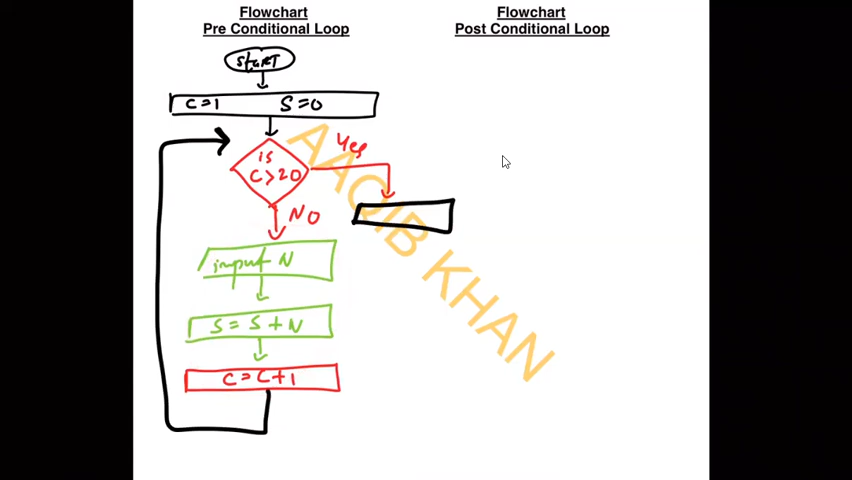 Flowchart
Pre Conditional Loop
Flowchart
Post Conditional Loop
START
C=1 S=0
is
C>20
Yes
NO
input N
S=S+N
C=C+1
AAQIB KHAN